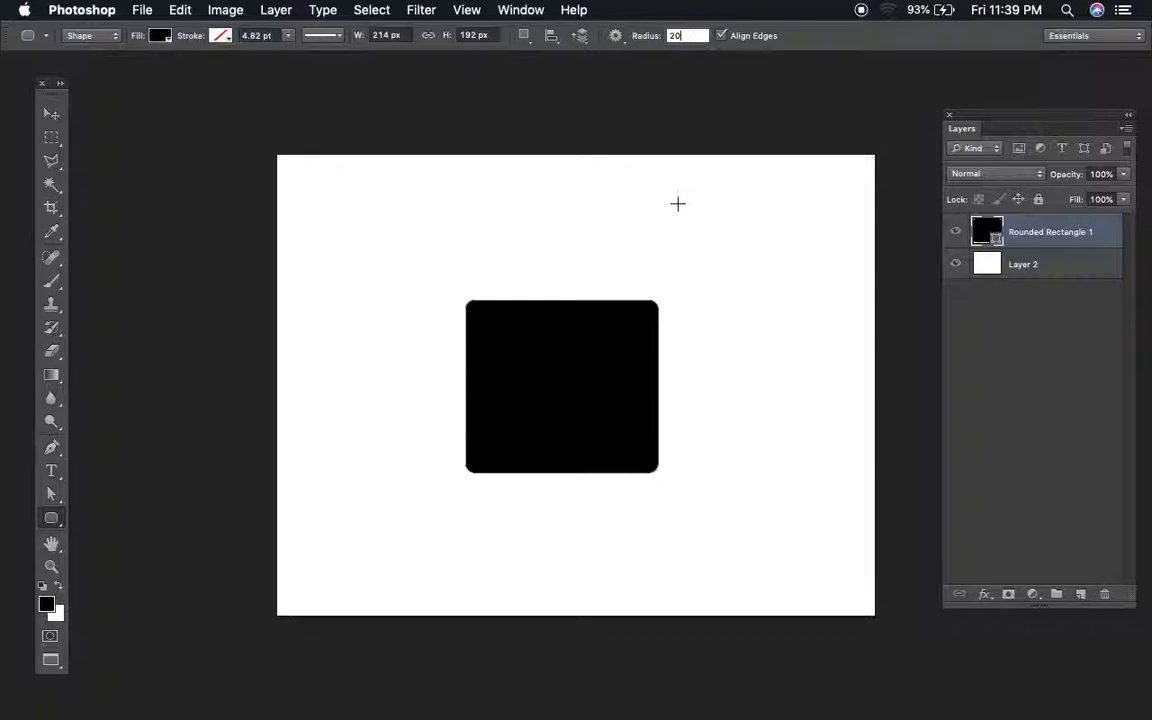 Photoshop File Edit Image Layer Type Select Filter View Window Help 93% Fri 11:39 PM
Shape Fill: Stroke: 4.82 pt W: 214 px H: 192 px Radius: 20 Align Edges Essentials
Layers
Kind
Normal Opacity: 100%
Lock: Fill: 100%
Rounded Rectangle 1
Layer 2